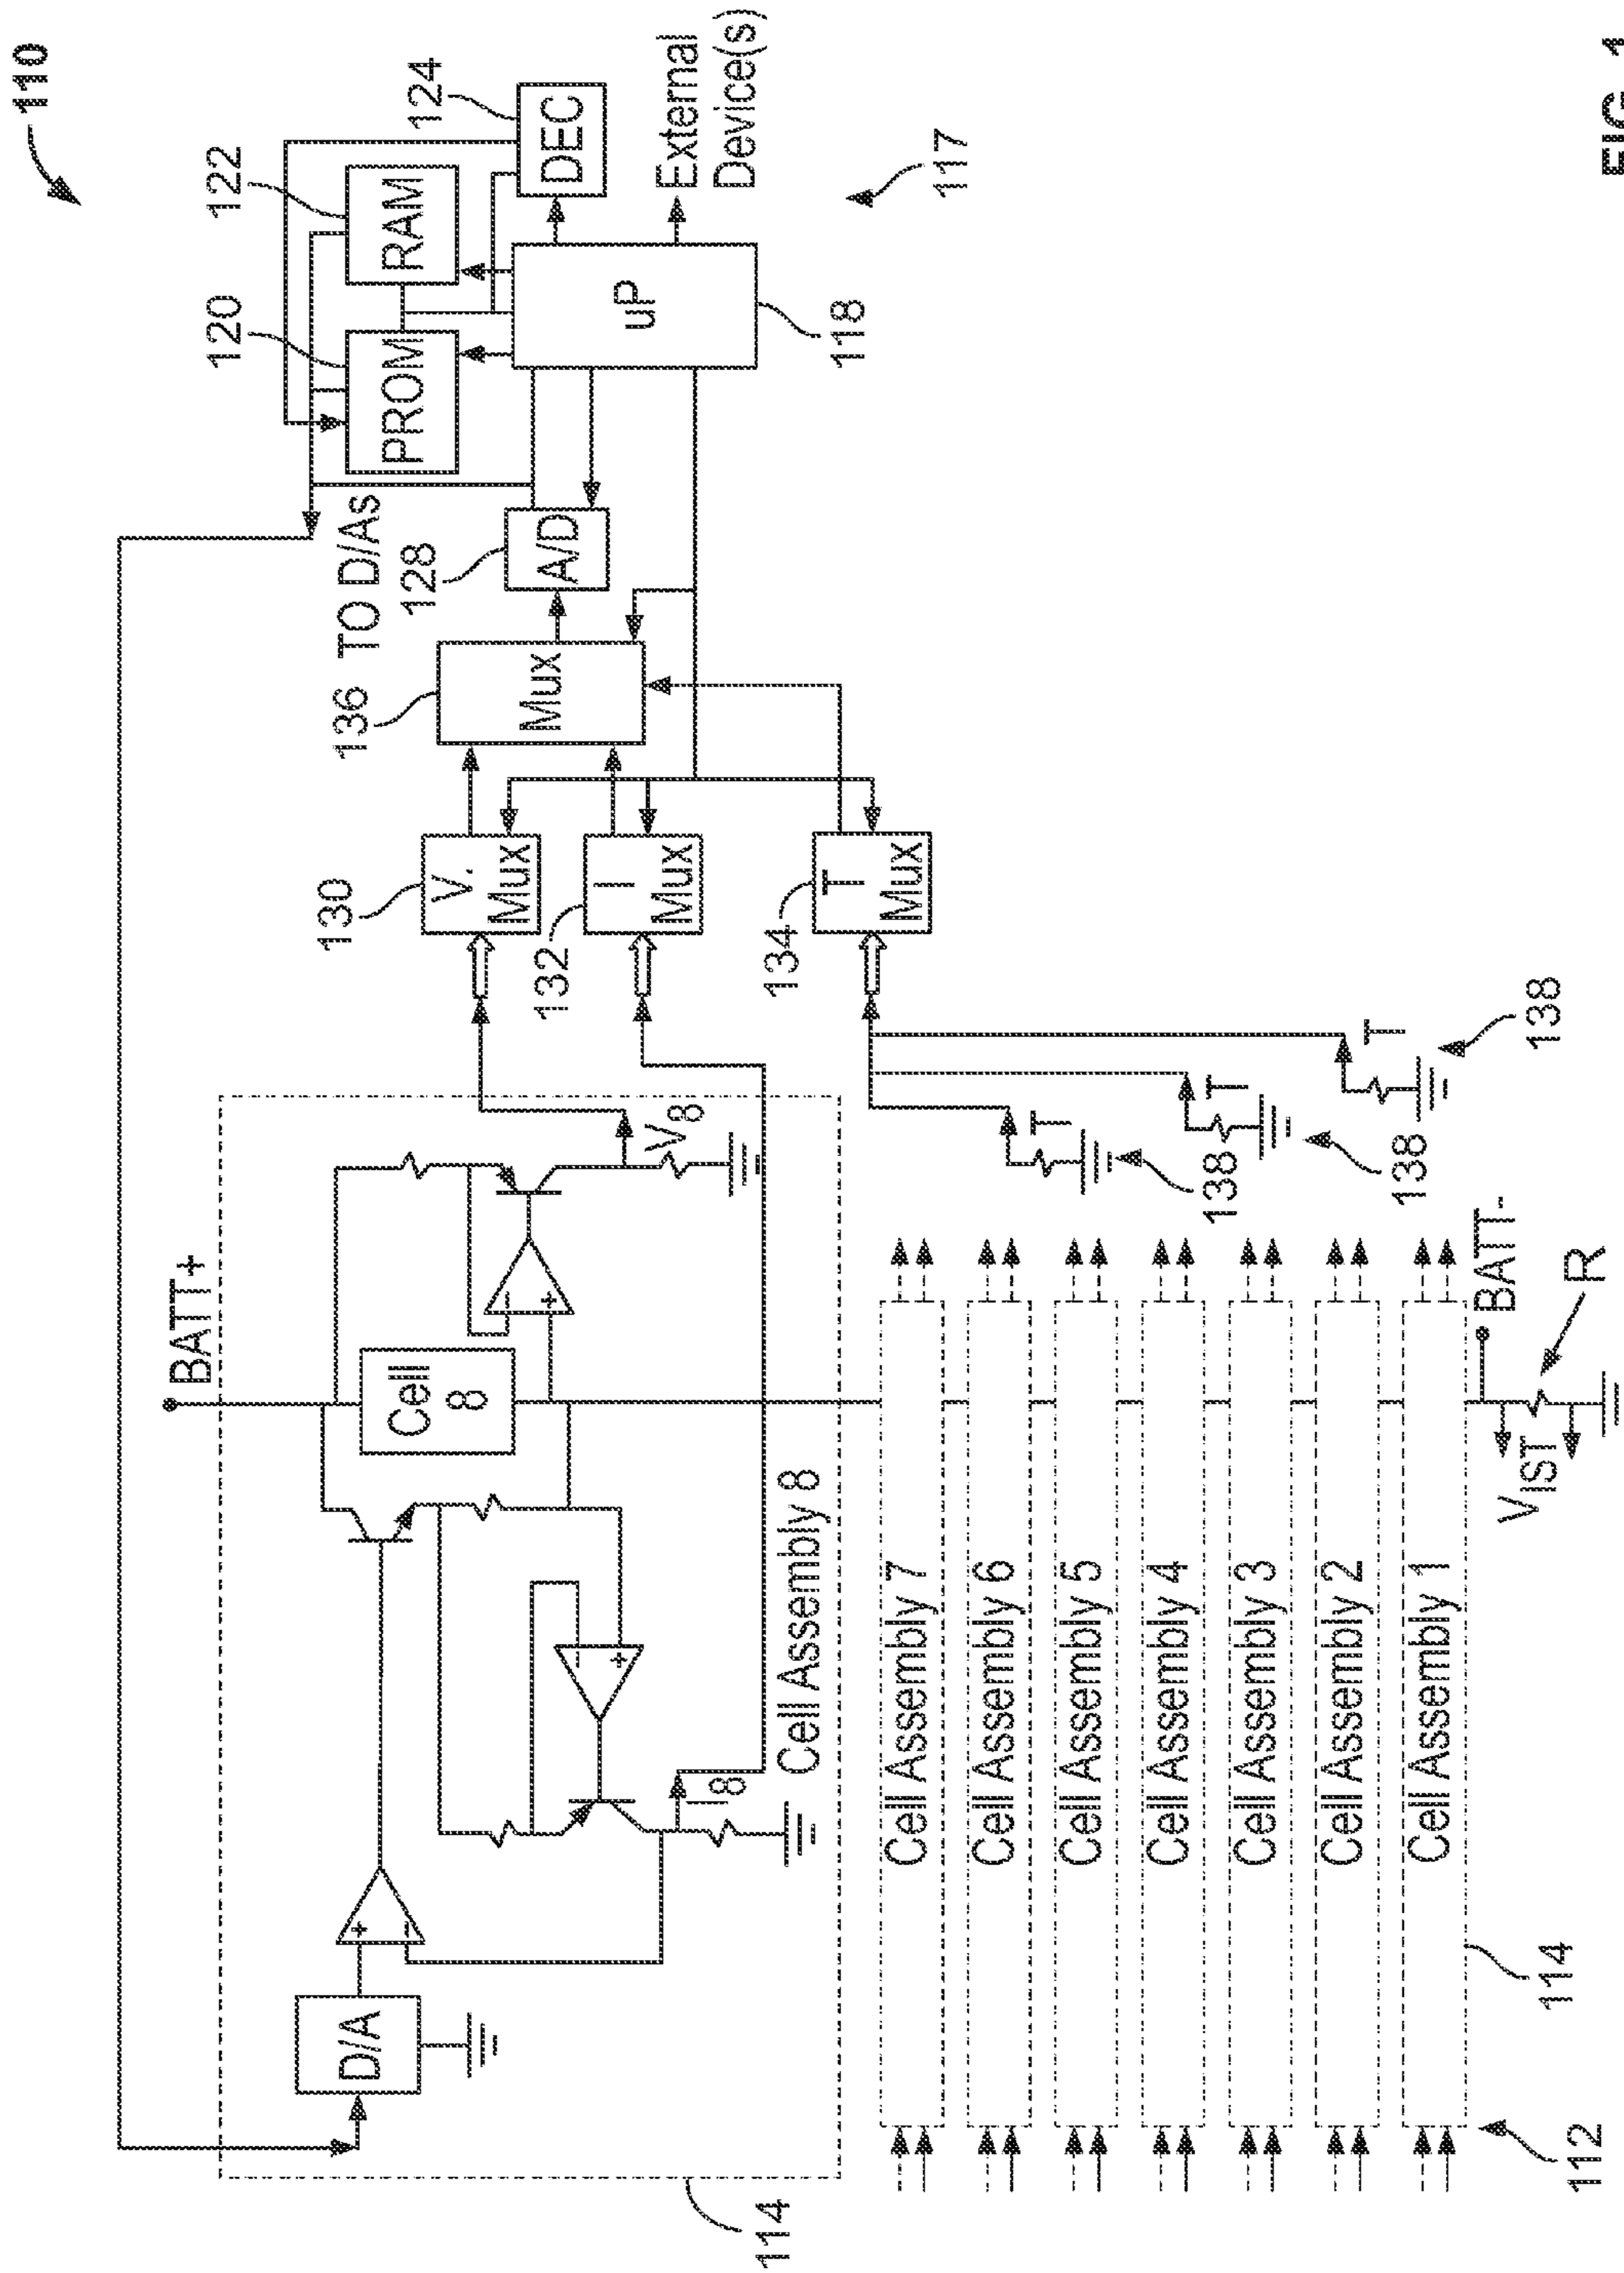 110
BATT+
114
D/A
+
−
Cell
8
−
+
−
+
I8
V8
Cell Assembly 8
130
V.
Mux
132
I
Mux
134
T
Mux
136
Mux
TO D/As
128
A/D
120
PROM
122
RAM
124
DEC
uP
118
External
Device(s)
117
T
138
T
138
T
138
Cell Assembly 7
Cell Assembly 6
Cell Assembly 5
Cell Assembly 4
Cell Assembly 3
Cell Assembly 2
Cell Assembly 1
112
114
BATT-
VIST
R
FIG. 1